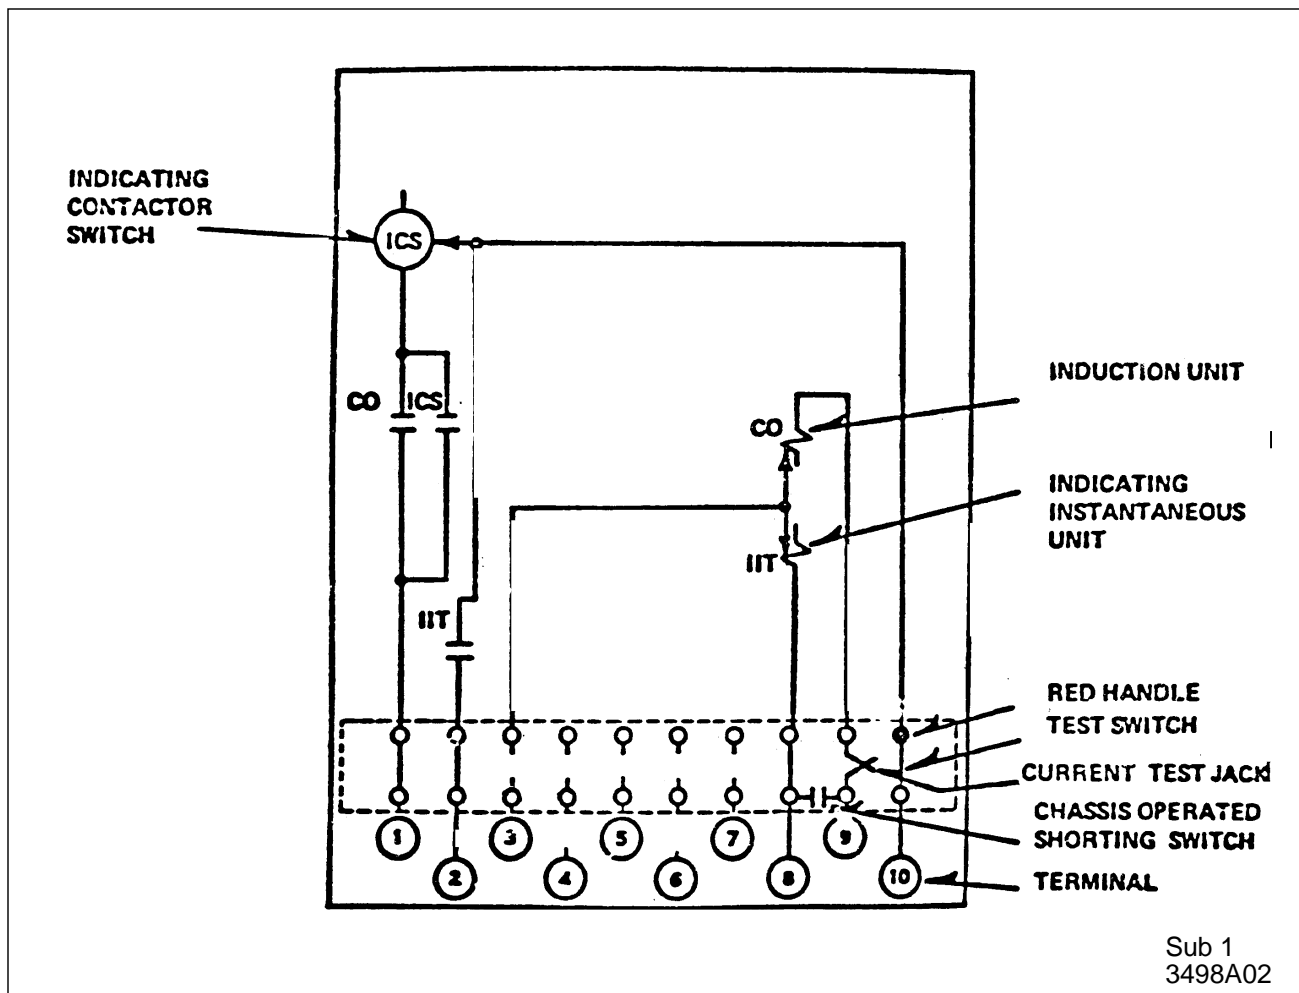 INDICATING
CONTACTOR
SWITCH
ICS
CO ICS
IIT
CO
IIT
INDUCTION UNIT
INDICATING
INSTANTANEOUS
UNIT
RED HANDLE
TEST SWITCH
CURRENT TEST JACK
CHASSIS OPERATED
SHORTING SWITCH
TERMINAL
1 3 5 7 9
2 4 6 8 10
Sub 1
3498A02